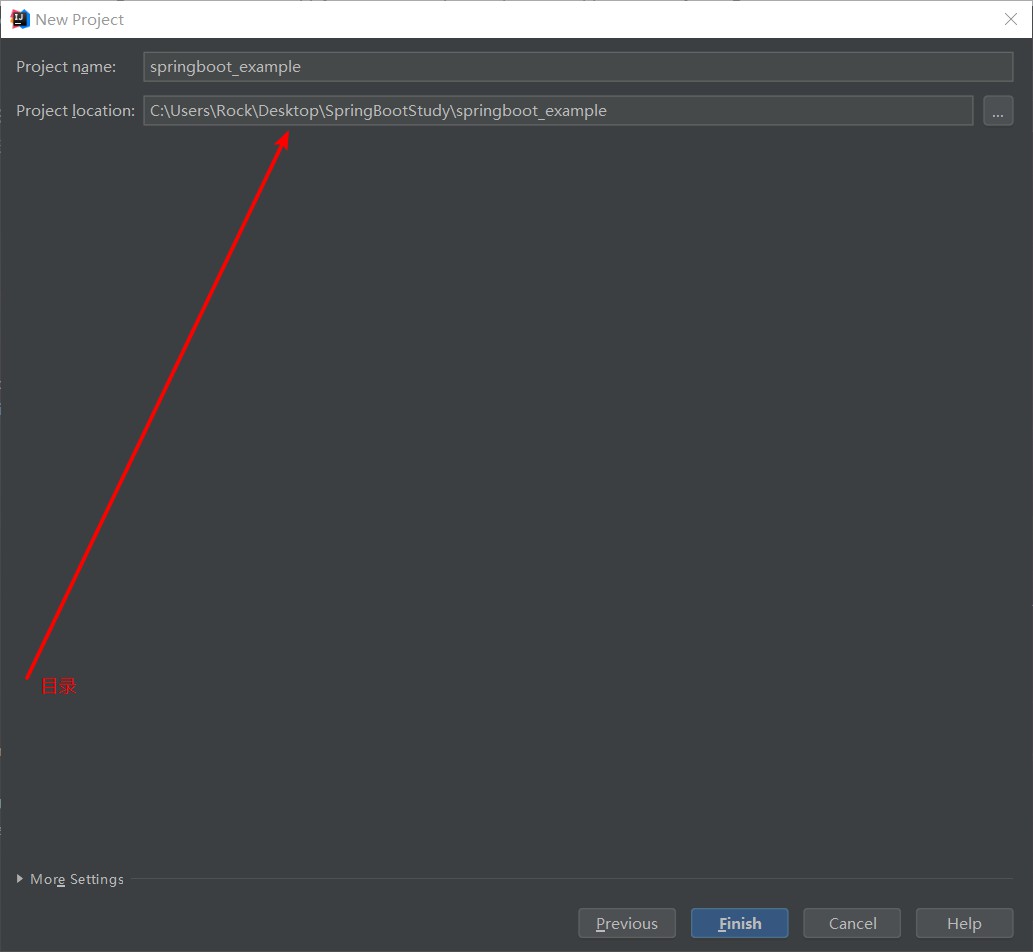 New Project
Project name: springboot_example
Project location: C:\Users\Rock\Desktop\SpringBootStudy\springboot_example ...
目录
More Settings
Previous Finish Cancel Help